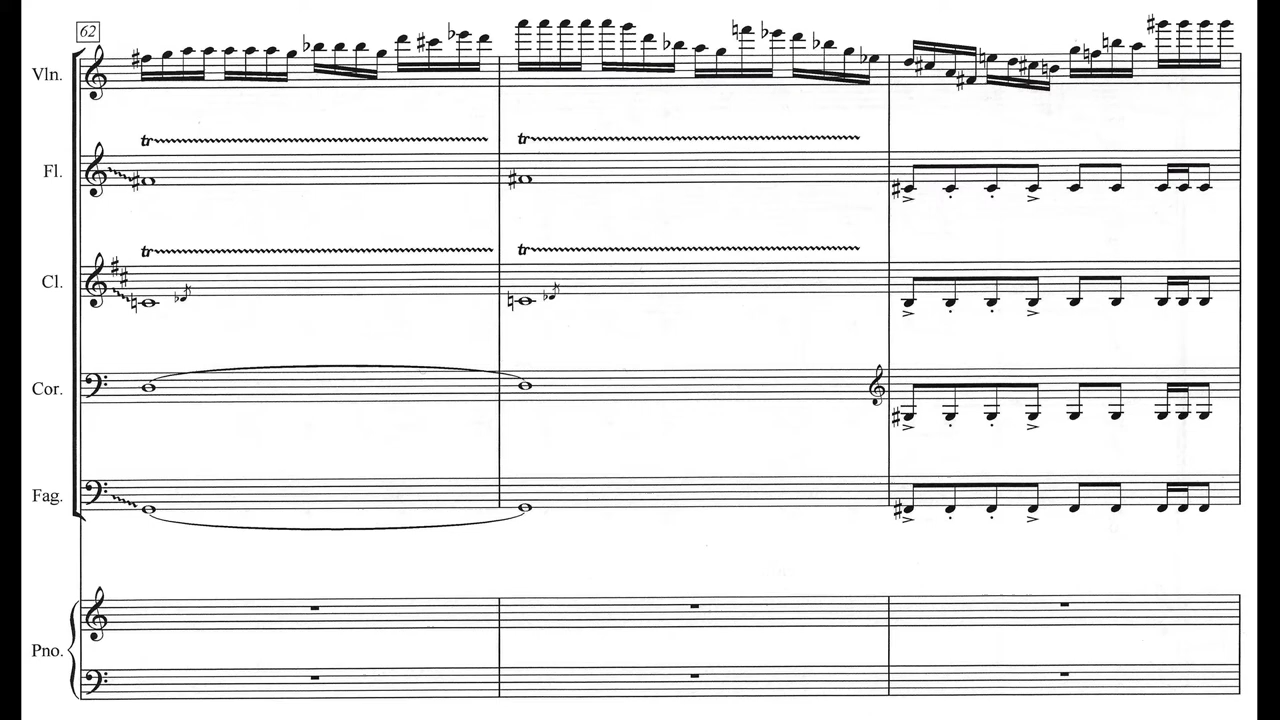 62
Vln.
tr tr
Fl.
tr tr
Cl.
Cor.
Fag.
Pno.